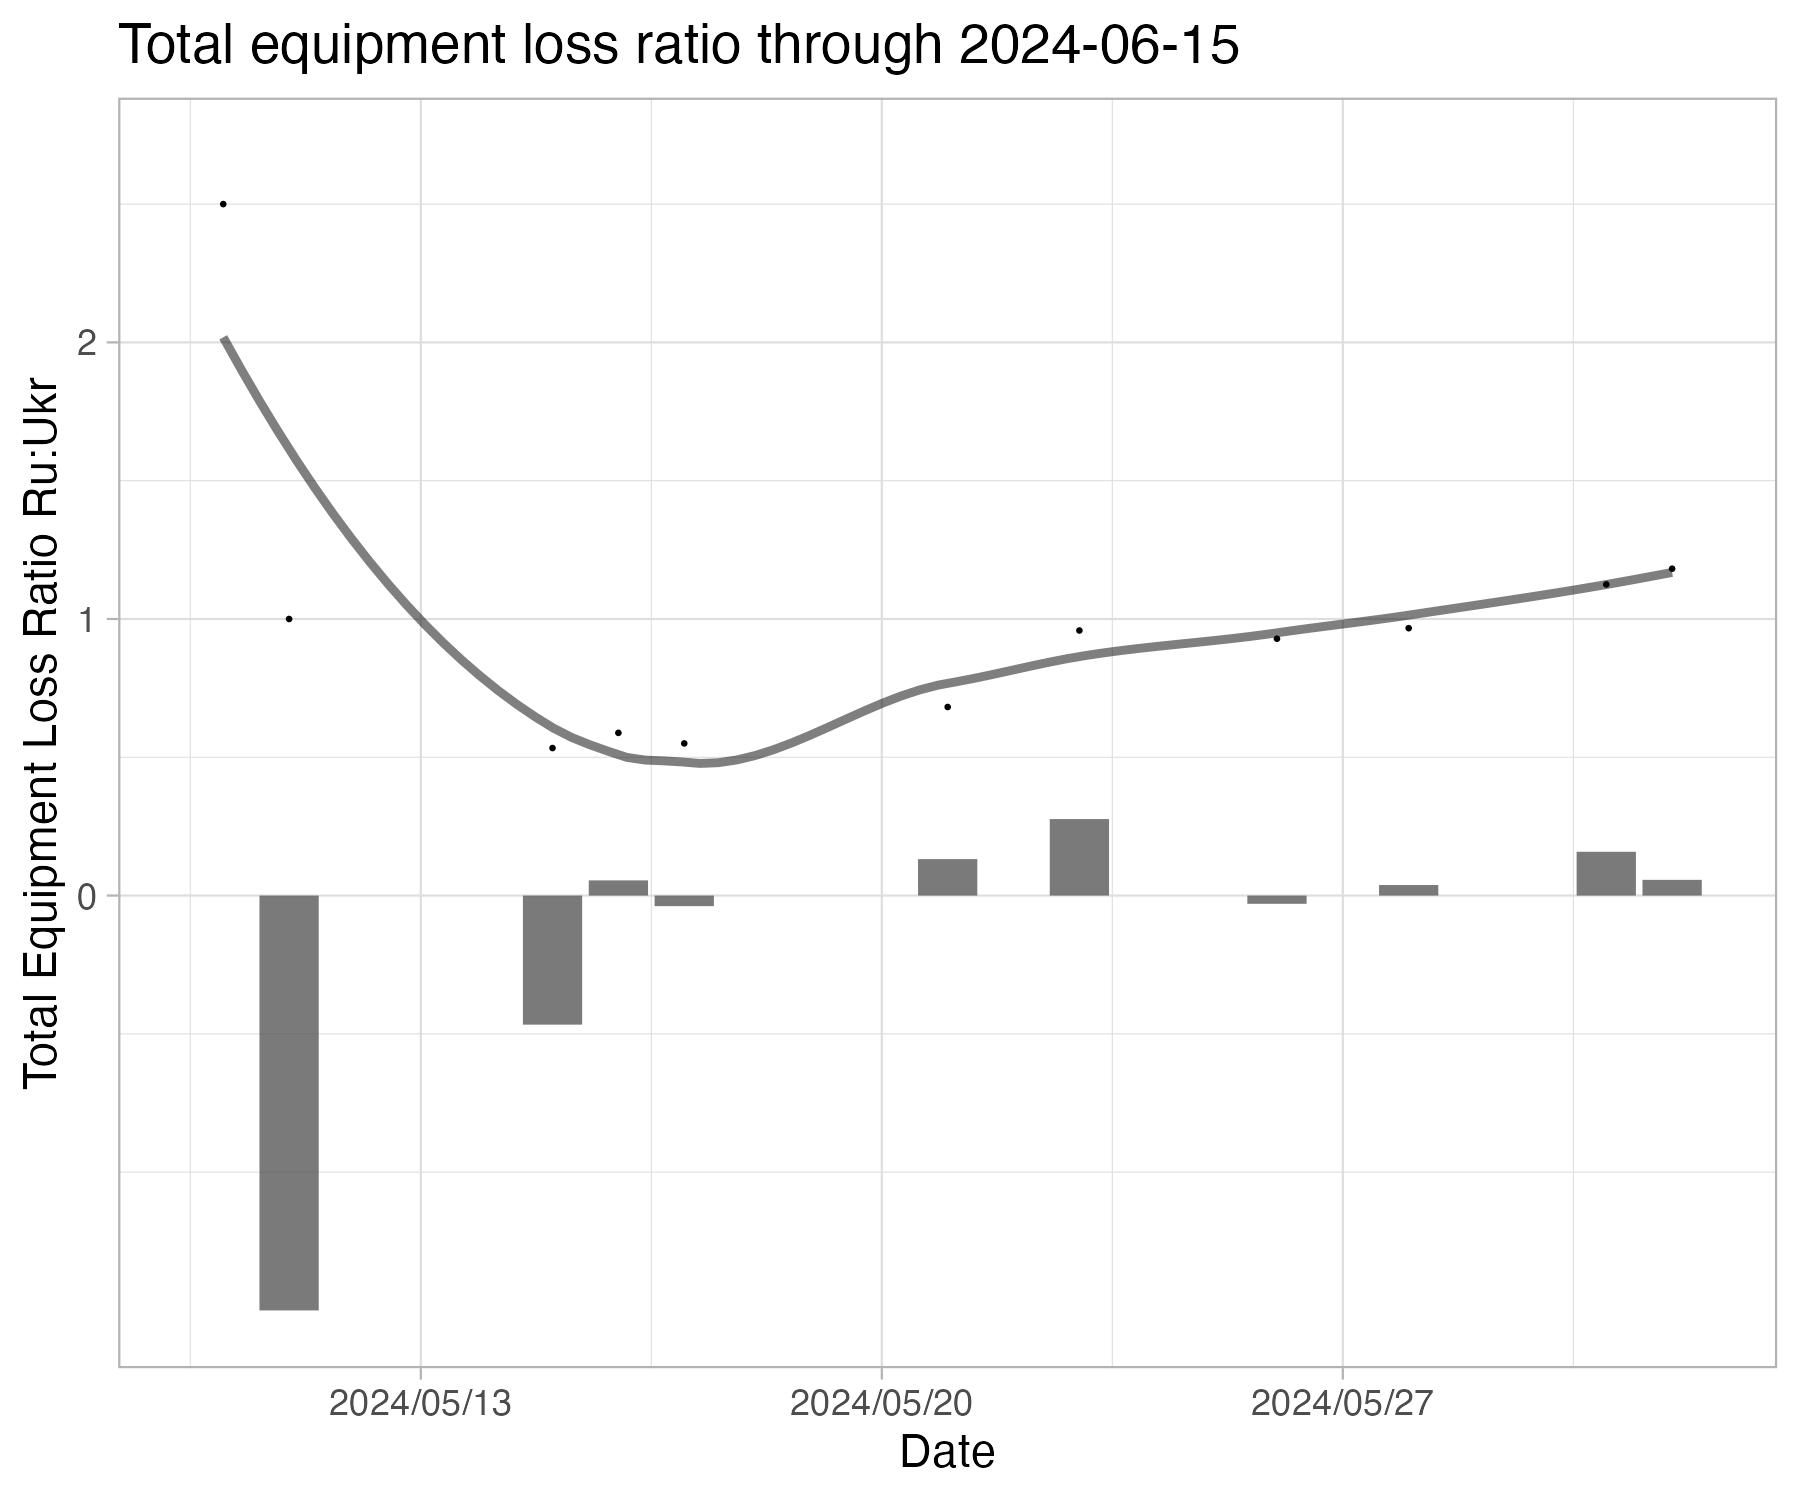 Total equipment loss ratio through 2024-06-15
Total Equipment Loss Ratio Ru:Ukr
2
1
0
2024/05/13
2024/05/20
2024/05/27
Date